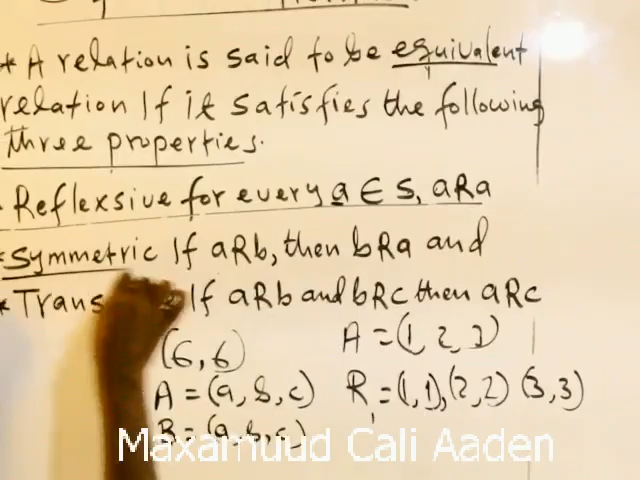 * A relation is said to be equivalent
relation If it satisfies the following
three properties.
Reflexsive for every a ∈ S, aRa
* Symmetric If aRb, then bRa and
* Trans If aRb and bRc then aRc
(6,6) A = (1, 2, 3)
A = (a, b, c) R = (1,1), (2,2) (3,3)
B = (a, b, c)
Maxamuud Cali Aaden